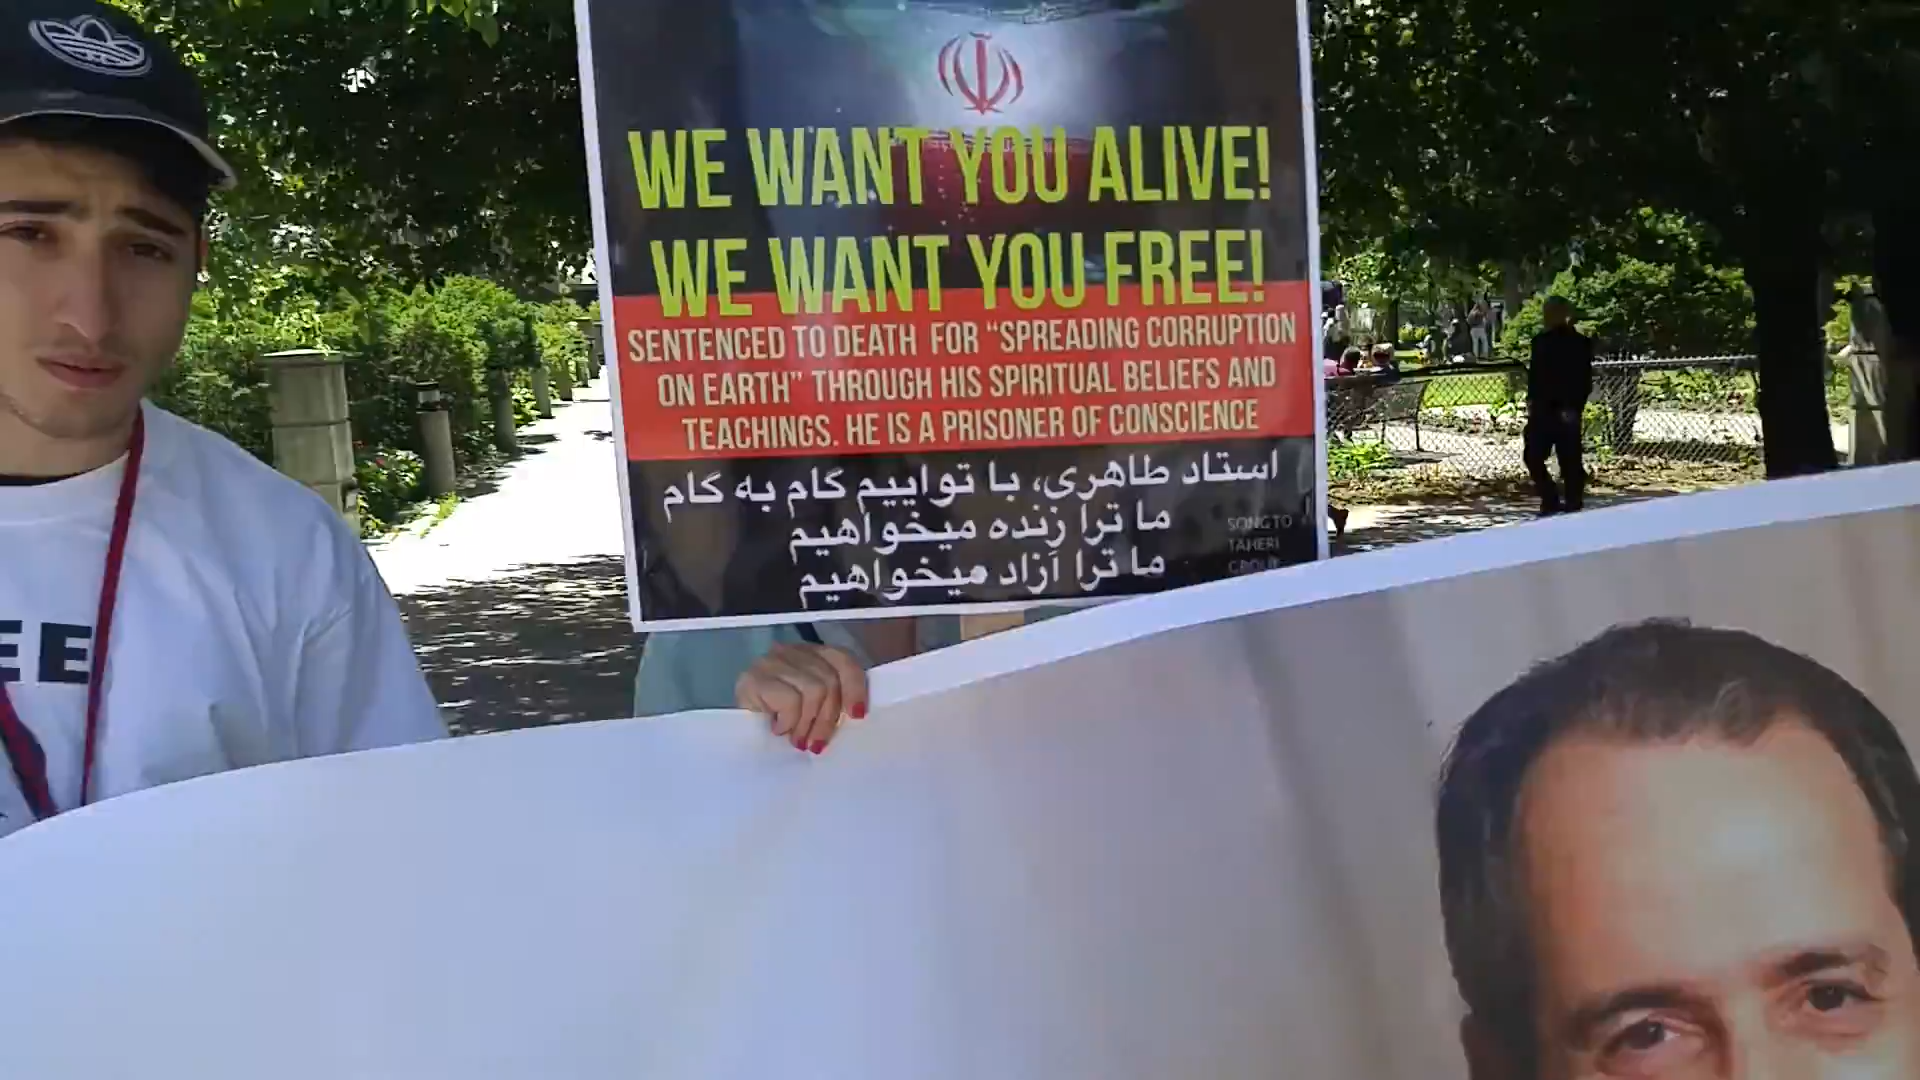 WE WANT YOU ALIVE!
WE WANT YOU FREE!
SENTENCED TO DEATH FOR “SPREADING CORRUPTION
ON EARTH” THROUGH HIS SPIRITUAL BELIEFS AND
TEACHINGS. HE IS A PRISONER OF CONSCIENCE
استاد طاهری، با تواییم گام به گام
ما ترا زنده میخواهیم
ما ترا آزاد میخواهیم
SONG TO
TAHERI
GROUP
EE